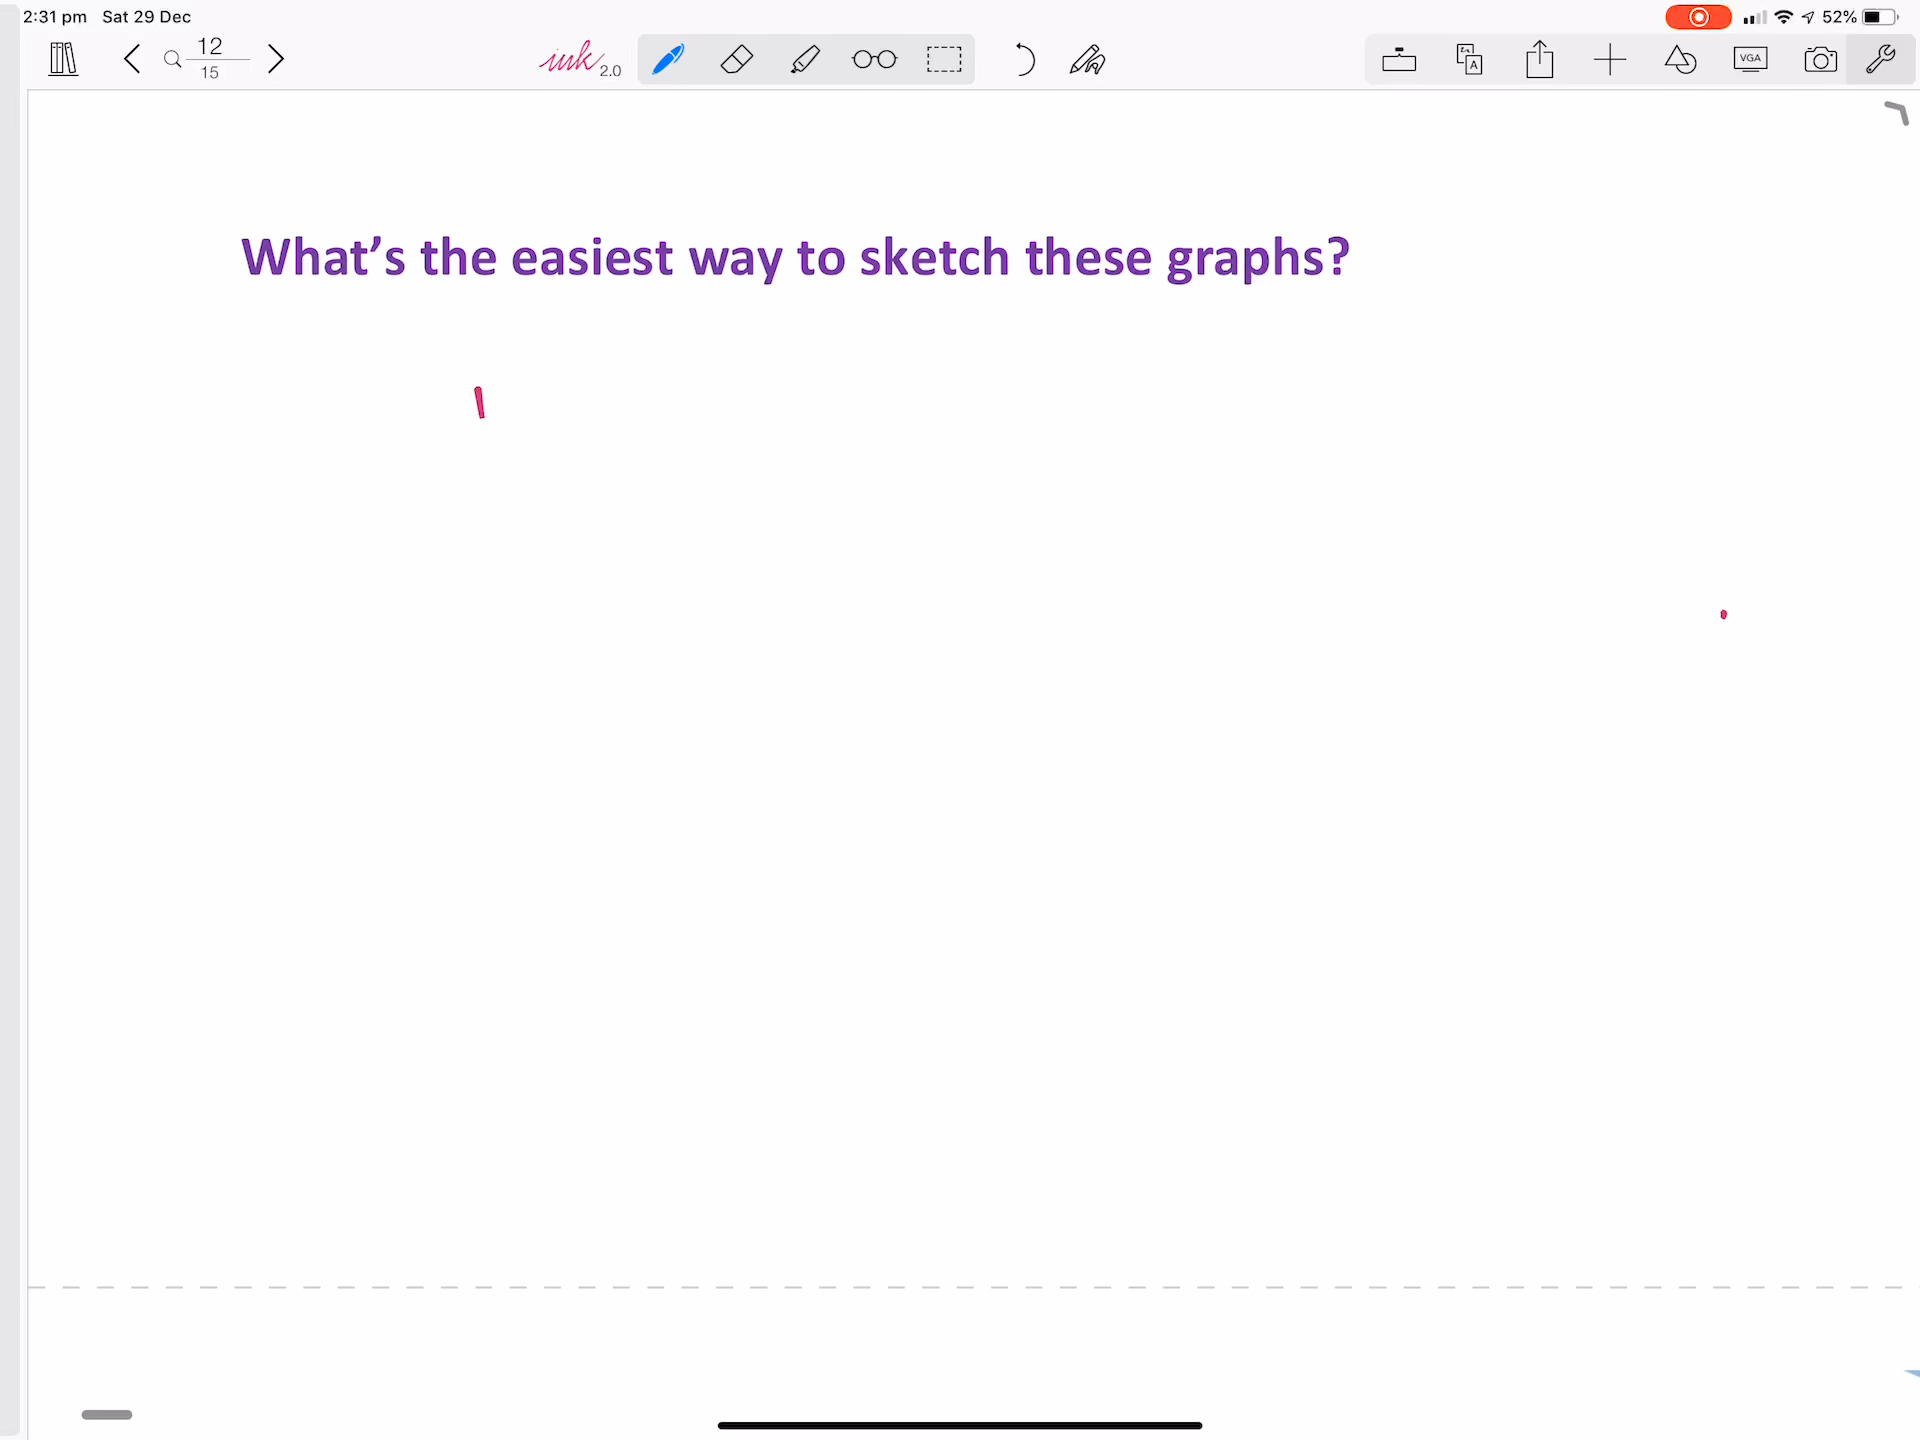 2:31 pm Sat 29 Dec
52%
12
15
ink 2.0
A
VGA
What’s the easiest way to sketch these graphs?